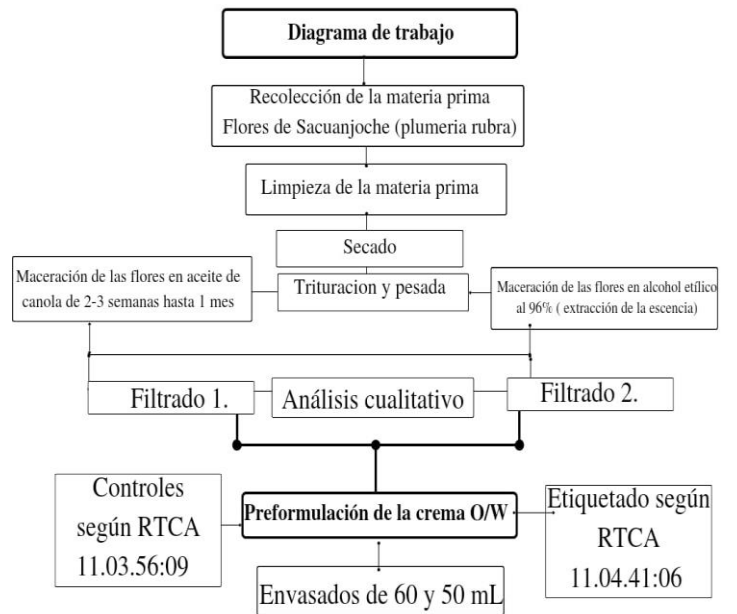 Diagrama de trabajo
Recolección de la materia prima
Flores de Sacuanjoche (plumeria rubra)
Limpieza de la materia prima
Secado
Maceración de las flores en aceite de
canola de 2-3 semanas hasta 1 mes
Trituracion y pesada
Maceración de las flores en alcohol etílico
al 96% ( extracción de la escencia)
Filtrado 1.
Análisis cualitativo
Filtrado 2.
Controles
según RTCA
11.03.56:09
Preformulación de la crema O/W
Etiquetado según
RTCA
11.04.41:06
Envasados de 60 y 50 mL